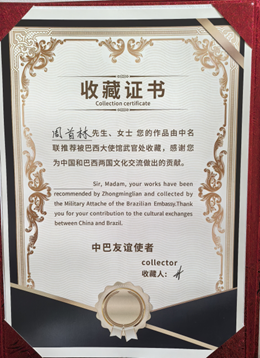 收藏证书
Collection certificate
周首林先生、女士 您的作品由中名
联推荐被巴西大使馆武官处收藏，感谢您
为中国和巴西两国文化交流做出的贡献。
Sir, Madam, your works have been
recommended by Zhongminglian and collected by
the Military Attache of the Brazilian Embassy.Thank
you for your contribution to the cultural exchanges
between China and Brazil.
中巴友谊使者
collector
收藏人：